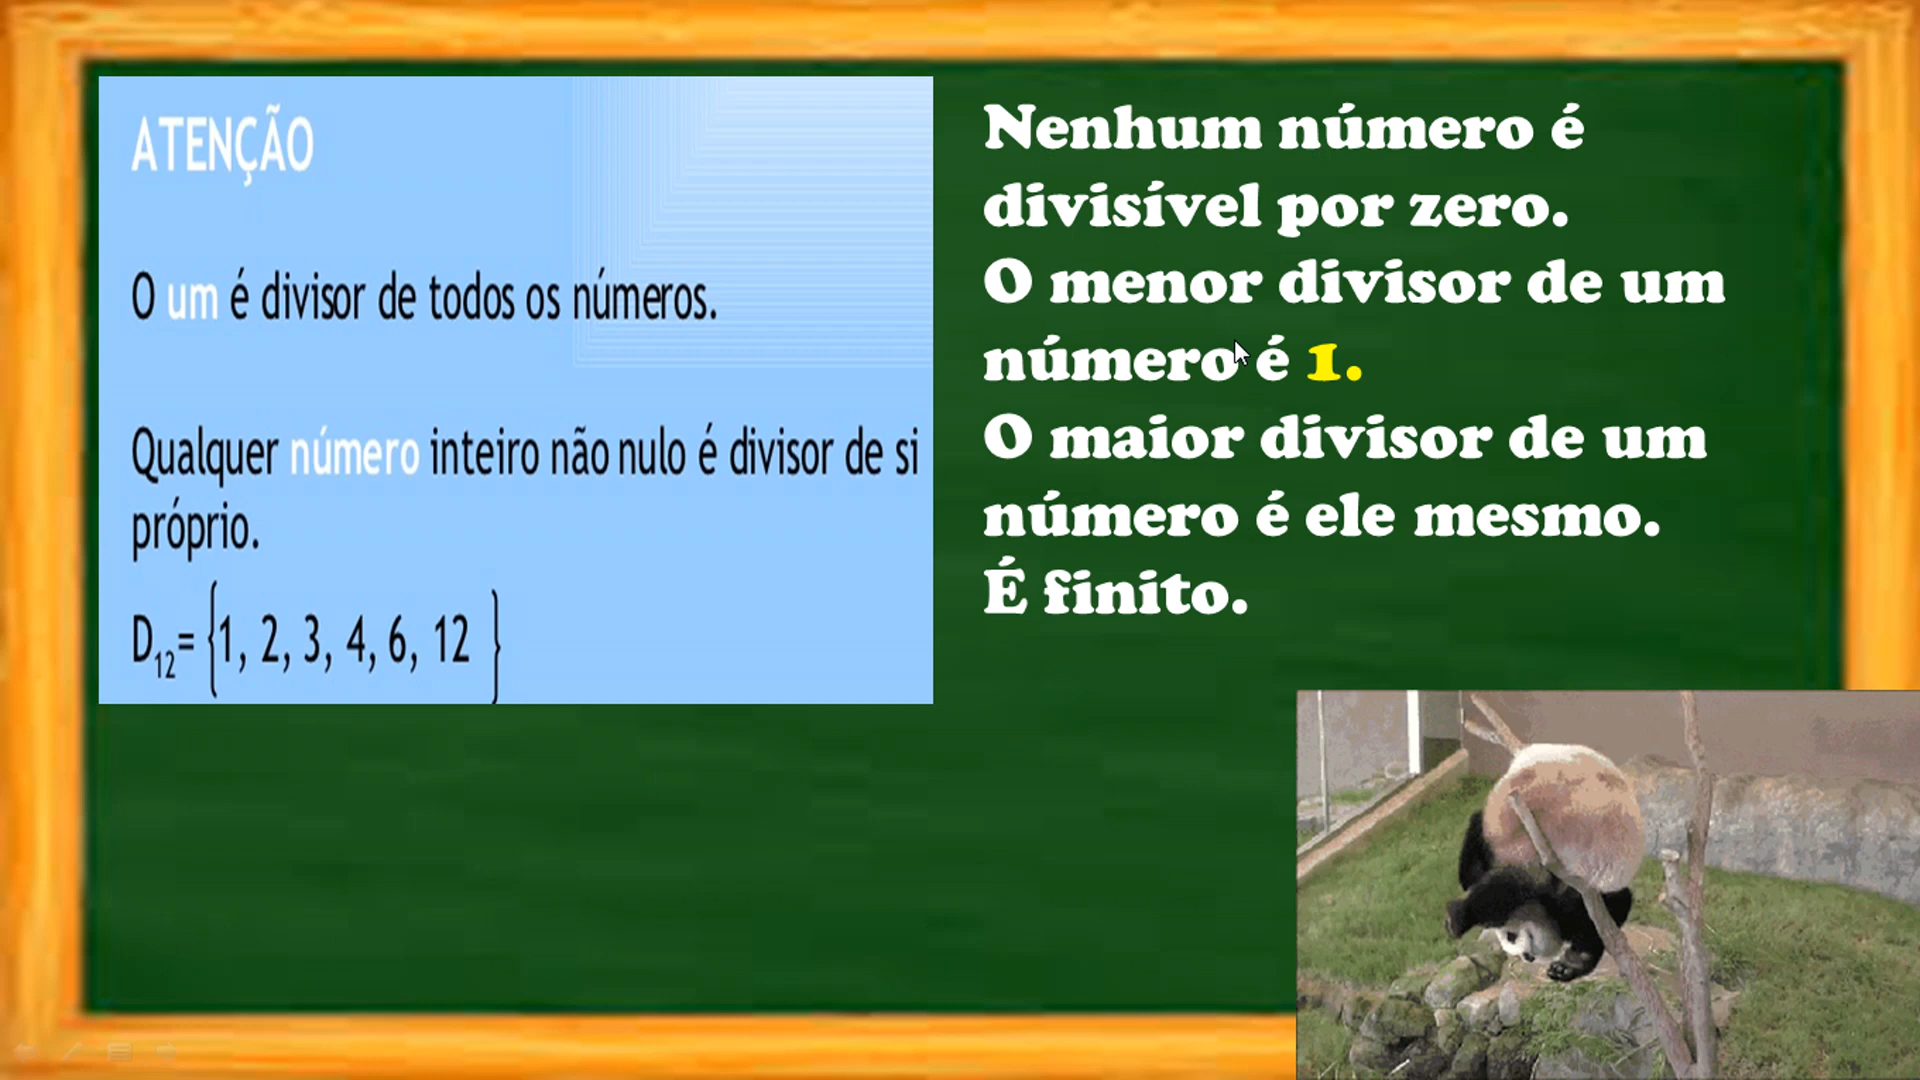 ATENÇÃO
O um é divisor de todos os números.
Qualquer número inteiro não nulo é divisor de si
próprio.
D₁₂= {1, 2, 3, 4, 6, 12 }
Nenhum número é
divisível por zero.
O menor divisor de um
número é 1.
O maior divisor de um
número é ele mesmo.
É finito.